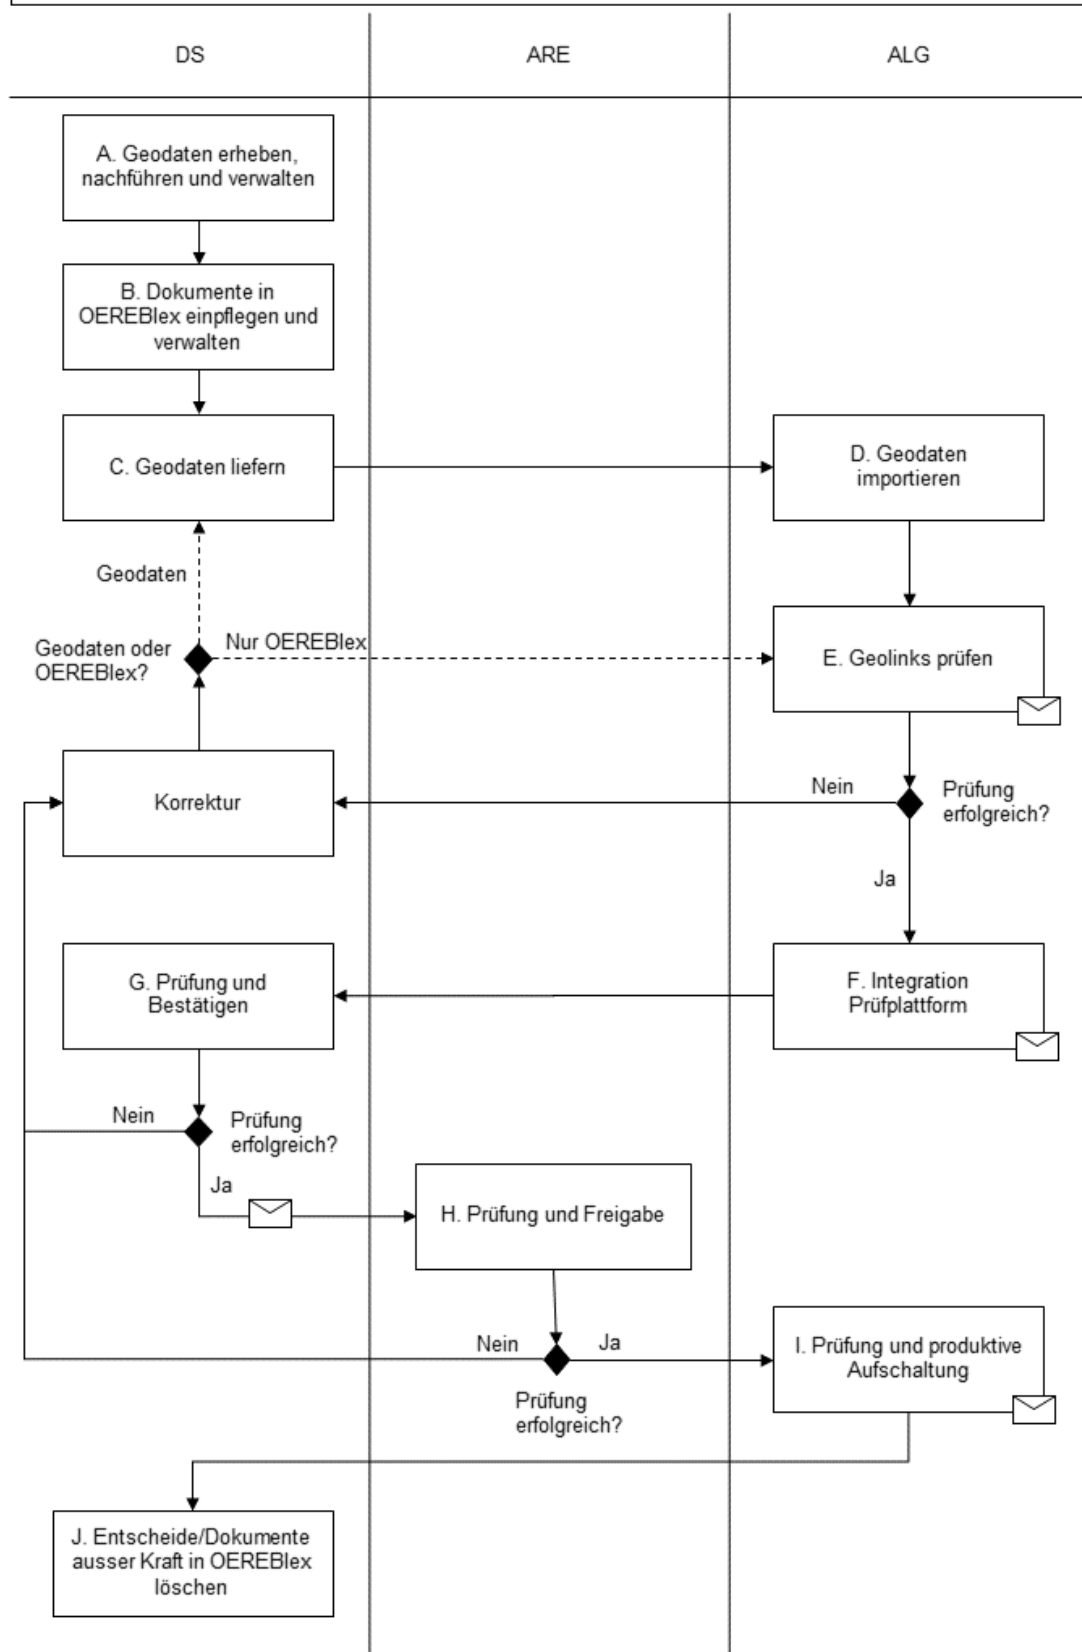 DS
ARE
ALG
A. Geodaten erheben,
nachführen und verwalten
B. Dokumente in
OEREBlex einpflegen und
verwalten
C. Geodaten liefern
D. Geodaten
importieren
Geodaten
Geodaten oder
OEREBlex?
Nur OEREBlex
E. Geolinks prüfen
Korrektur
Nein
Prüfung
erfolgreich?
Ja
G. Prüfung und
Bestätigen
F. Integration
Prüfplattform
Nein
Prüfung
erfolgreich?
Ja
H. Prüfung und Freigabe
Nein
Ja
Prüfung
erfolgreich?
I. Prüfung und produktive
Aufschaltung
J. Entscheide/Dokumente
ausser Kraft in OEREBlex
löschen